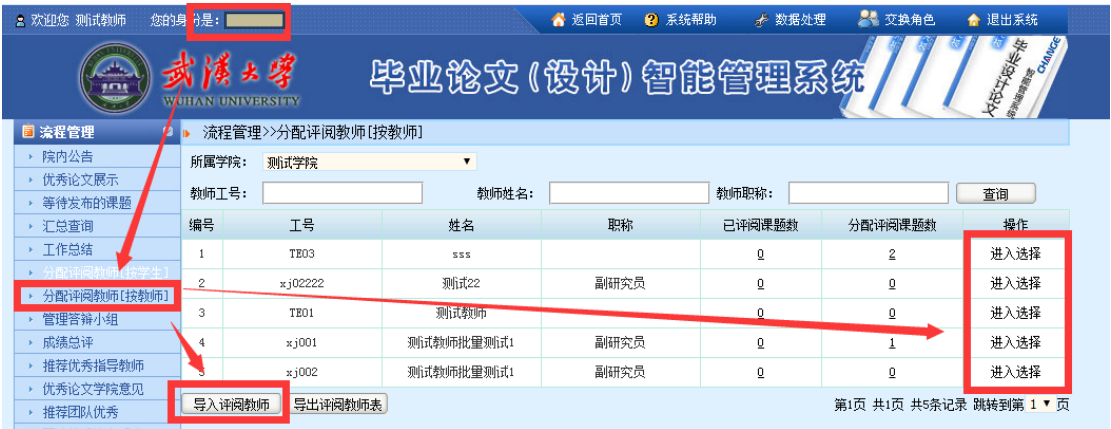 欢迎您 测试教师 您的身份是: 返回首页 系统帮助 数据处理 交换角色 退出系统
武汉大学
WUHAN UNIVERSITY
毕业论文(设计)智能管理系统
毕业设计论文
智能管理系统
CHANGE
流程管理
流程管理>>分配评阅教师[按教师]
院内公告
优秀论文展示
等待发布的课题
汇总查询
工作总结
分配评阅教师[按学生]
分配评阅教师[按教师]
管理答辩小组
成绩总评
推荐优秀指导教师
优秀论文学院意见
推荐团队优秀
所属学院: 测试学院
教师工号: 教师姓名: 教师职称: 查询
编号 工号 姓名 职称 已评阅课题数 分配评阅课题数 操作
1 TE03 sss 0 2 进入选择
2 xj02222 测试22 副研究员 0 0 进入选择
3 TE01 测试教师 0 0 进入选择
4 xj001 测试教师批量测试1 副研究员 0 1 进入选择
5 xj002 测试教师批量测试1 副研究员 0 0 进入选择
导入评阅教师 导出评阅教师表 第1页 共1页 共5条记录 跳转到第 1 页